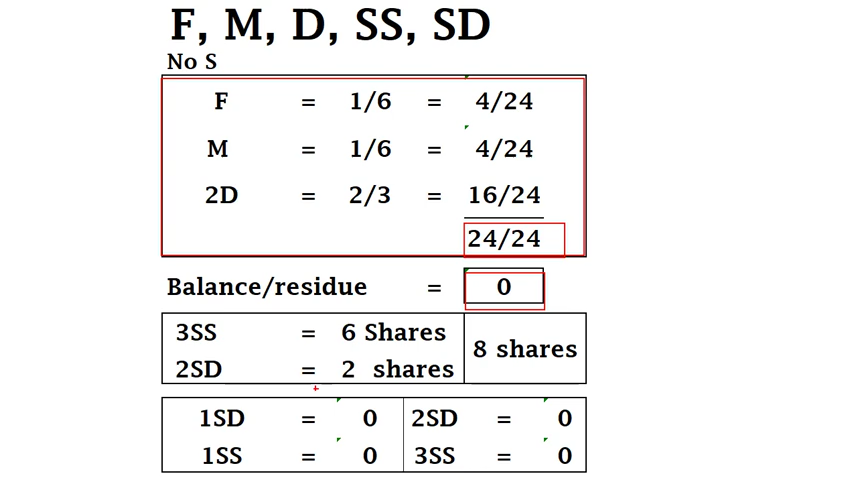 F, M, D, SS, SD
No S
F = 1/6 = 4/24
M = 1/6 = 4/24
2D = 2/3 = 16/24
24/24
Balance/residue = 0
3SS = 6 Shares
8 shares
2SD = 2 shares
1SD = 0 2SD = 0
1SS = 0 3SS = 0